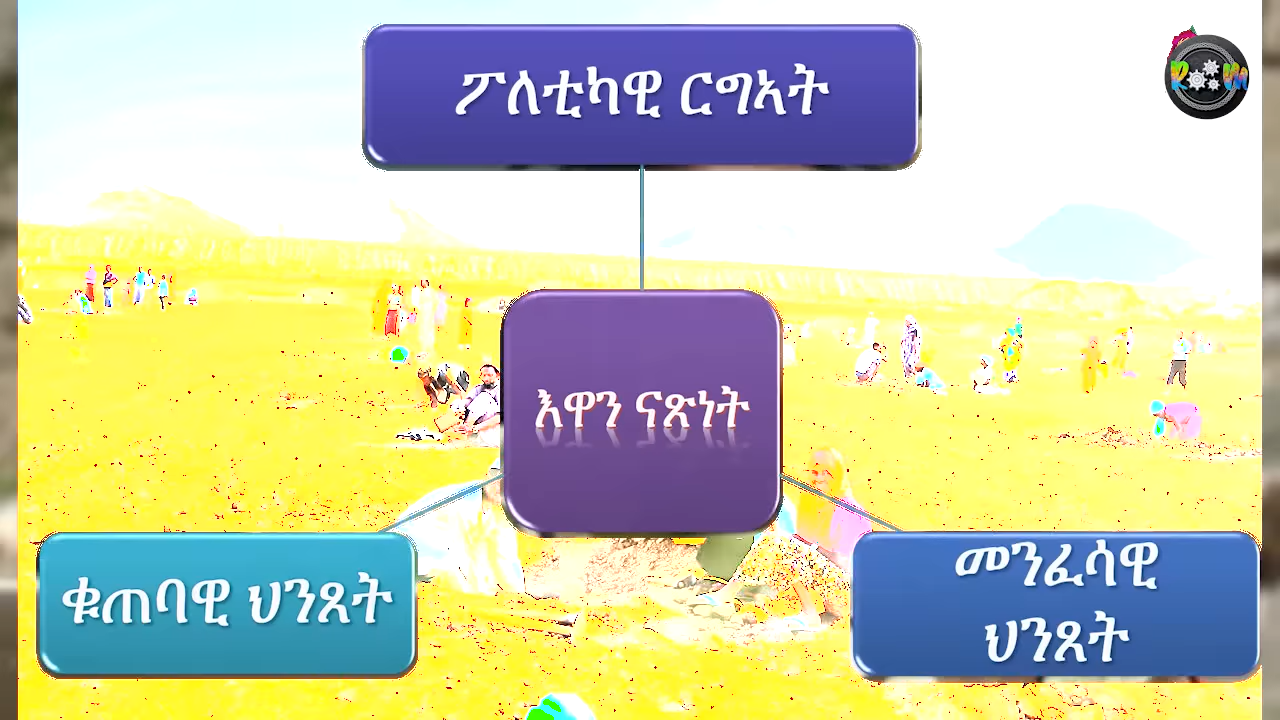 ፖለቲካዊ ርግኣት
እዋን ናጽነት
ቁጠባዊ ህንጸት
መንፈሳዊ
ህንጸት